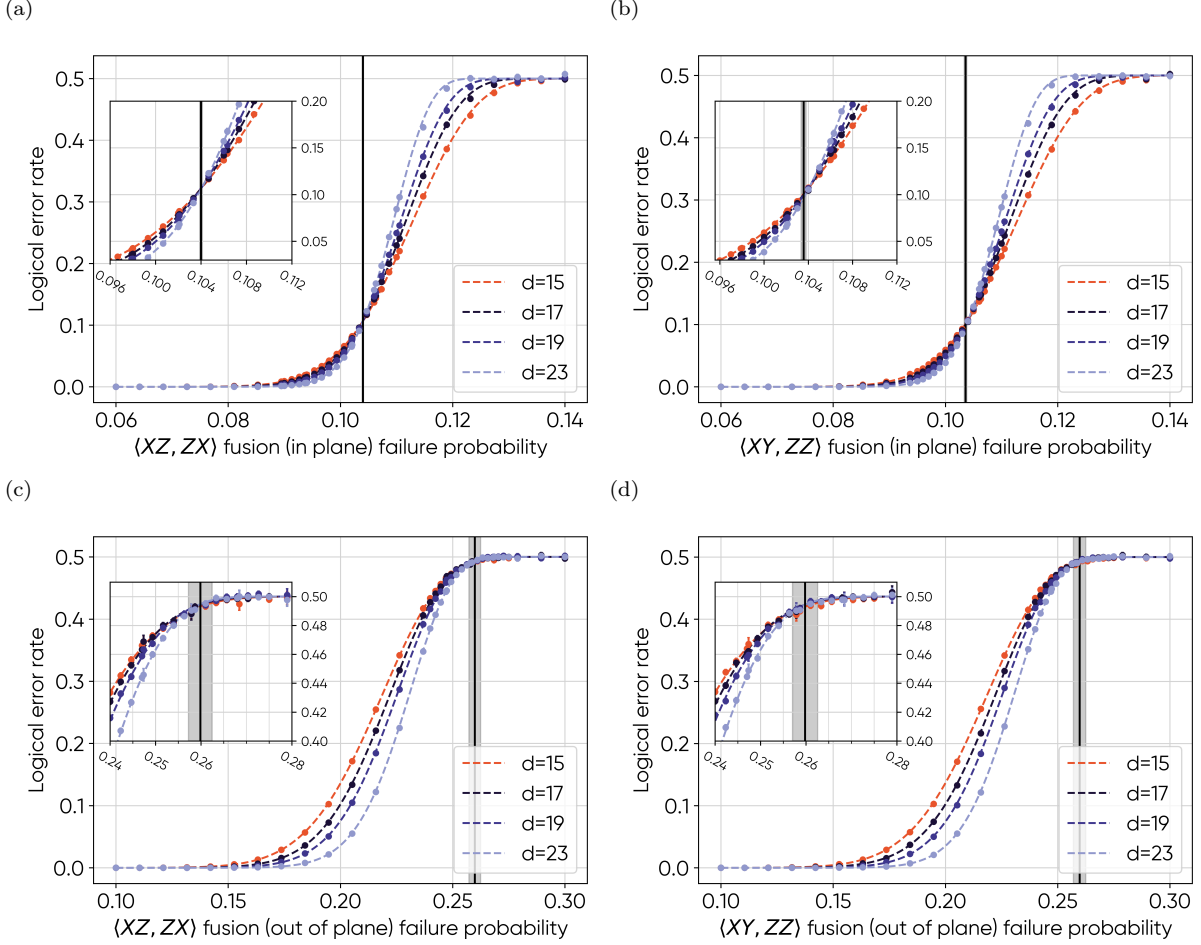 (a)
(b)
0.5
0.4
0.3
0.2
0.1
0.0
Logical error rate
0.20
0.15
0.10
0.05
0.096
0.100
0.104
0.108
0.112
d=15
d=17
d=19
d=23
0.06
0.08
0.10
0.12
0.14
⟨XZ, ZX⟩ fusion (in plane) failure probability
0.5
0.4
0.3
0.2
0.1
0.0
Logical error rate
0.20
0.15
0.10
0.05
0.096
0.100
0.104
0.108
0.112
d=15
d=17
d=19
d=23
0.06
0.08
0.10
0.12
0.14
⟨XY, ZZ⟩ fusion (in plane) failure probability
(c)
(d)
0.5
0.4
0.3
0.2
0.1
0.0
Logical error rate
0.50
0.48
0.46
0.44
0.42
0.40
0.24
0.25
0.26
0.28
d=15
d=17
d=19
d=23
0.10
0.15
0.20
0.25
0.30
⟨XZ, ZX⟩ fusion (out of plane) failure probability
0.5
0.4
0.3
0.2
0.1
0.0
Logical error rate
0.50
0.48
0.46
0.44
0.42
0.40
0.24
0.25
0.26
0.28
d=15
d=17
d=19
d=23
0.10
0.15
0.20
0.25
0.30
⟨XY, ZZ⟩ fusion (out of plane) failure probability